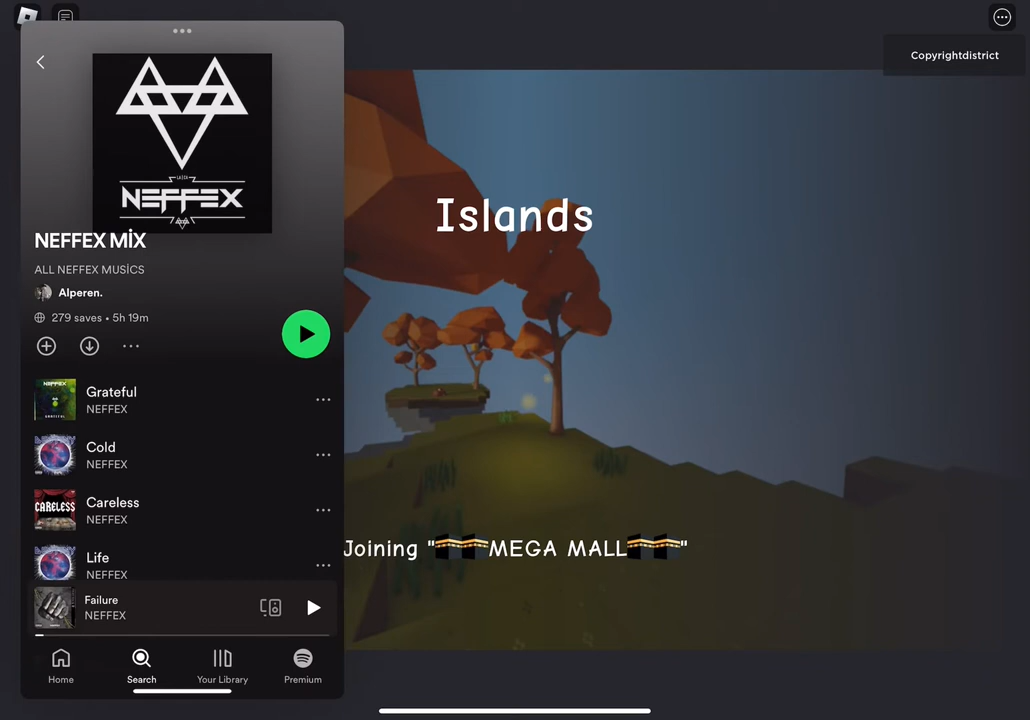 NEFFEX
NEFFEX MİX
ALL NEFFEX MUSİCS
Alperen.
279 saves • 5h 19m
Grateful
NEFFEX
Cold
NEFFEX
CARELESS
Careless
NEFFEX
Life
NEFFEX
Failure
NEFFEX
Home
Search
Your Library
Premium
Copyrightdistrict
Islands
Joining "MEGA MALL"